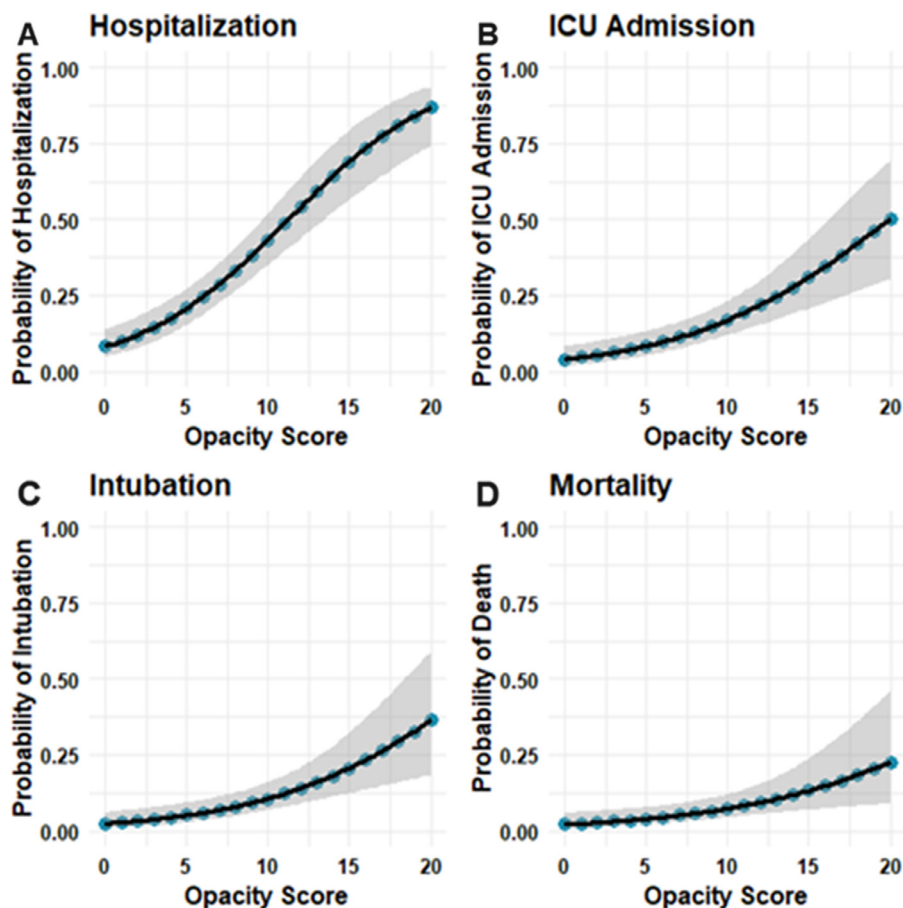 A Hospitalization
Probability of Hospitalization
1.00
0.75
0.50
0.25
0.00
0 5 10 15 20
Opacity Score
B ICU Admission
Probability of ICU Admission
1.00
0.75
0.50
0.25
0.00
0 5 10 15 20
Opacity Score
C Intubation
Probability of Intubation
1.00
0.75
0.50
0.25
0.00
0 5 10 15 20
Opacity Score
D Mortality
Probability of Death
1.00
0.75
0.50
0.25
0.00
0 5 10 15 20
Opacity Score